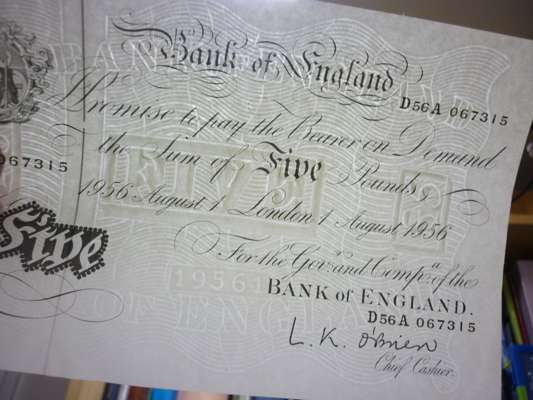 Bank of England
D56A 067315
I Promise to pay the Bearer on Demand
the Sum of Five Pounds
067315
1956 August 1 London 1 August 1956
Five
For the Govr. and Compa. of the
BANK of ENGLAND.
D56A 067315
L. K. O'Brien
Chief Cashier.